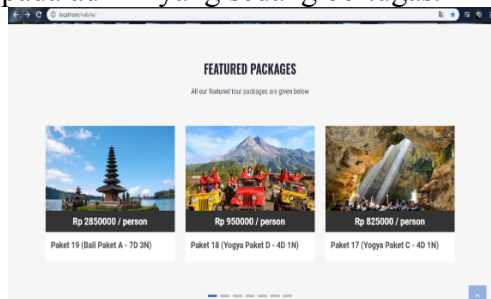 localhost/nabila/
FEATURED PACKAGES
All our featured tour packages are given below
Rp 2850000 / person
Rp 950000 / person
Rp 825000 / person
Paket 19 (Bali Paket A - 7D 3N)
Paket 18 (Yogya Paket D - 4D 1N)
Paket 17 (Yogya Paket C - 4D 1N)